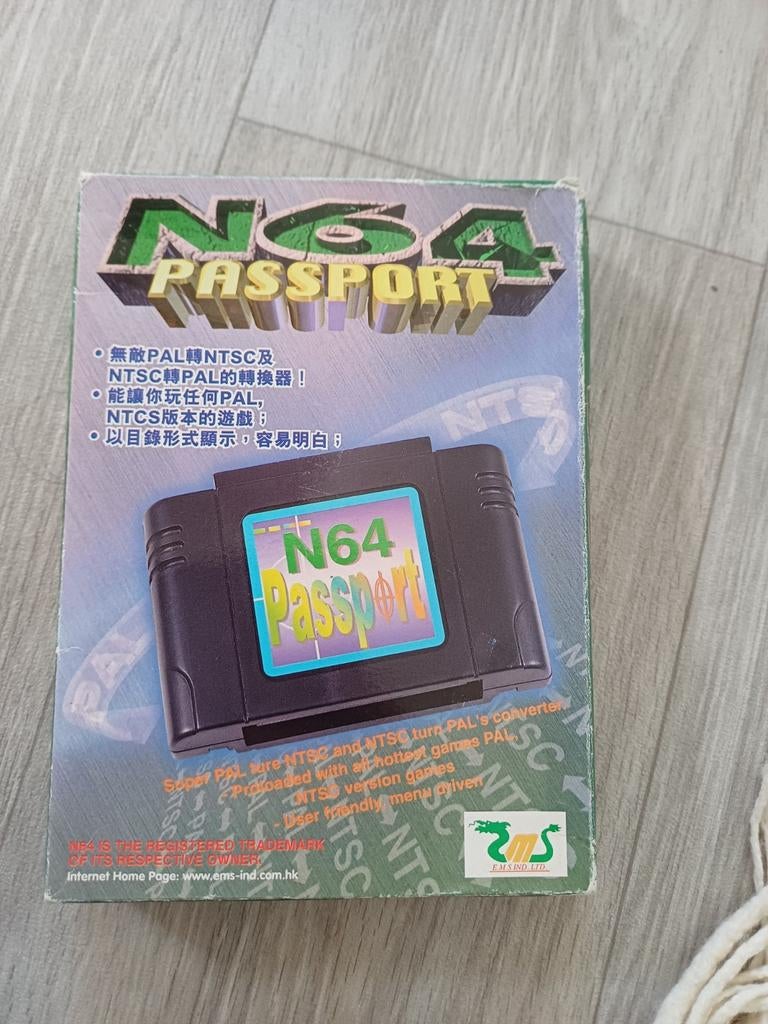 N64
PASSPORT
• 無敵PAL轉NTSC及
NTSC轉PAL的轉換器！
• 能讓你玩任何PAL,
NTCS版本的遊戲；
• 以目錄形式顯示，容易明白；
NTSC
N64
Passport
PAL
Super PAL ture NTSC and NTSC turn PAL's converter.
- Preloaded with all hottest games PAL,
NTSC version games
- User friendly, menu driven
N64 IS THE REGISTERED TRADEMARK
OF ITS RESPECTIVE OWNER.
Internet Home Page: www.ems-ind.com.hk
EMS
E.M.S IND. LTD.